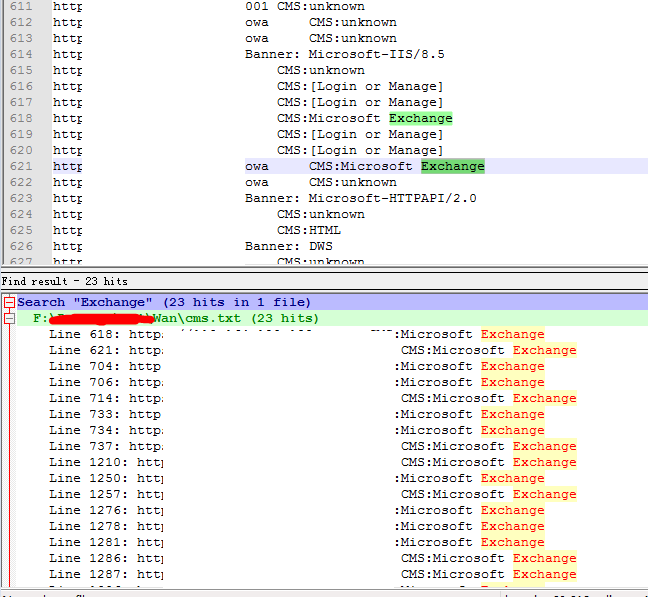 611 http 001 CMS:unknown
612 http owa CMS:unknown
613 http owa CMS:unknown
614 http Banner: Microsoft-IIS/8.5
615 http CMS:unknown
616 http CMS:[Login or Manage]
617 http CMS:[Login or Manage]
618 http CMS:Microsoft Exchange
619 http CMS:[Login or Manage]
620 http CMS:[Login or Manage]
621 http owa CMS:Microsoft Exchange
622 http owa CMS:unknown
623 http Banner: Microsoft-HTTPAPI/2.0
624 http CMS:unknown
625 http CMS:HTML
626 http Banner: DWS
627 http CMS:unknown
Find result - 23 hits
Search "Exchange" (23 hits in 1 file)
F:\ \Wan\cms.txt (23 hits)
Line 618: http: :Microsoft Exchange
Line 621: http: CMS:Microsoft Exchange
Line 704: http: :Microsoft Exchange
Line 706: http: :Microsoft Exchange
Line 714: http: CMS:Microsoft Exchange
Line 733: http :Microsoft Exchange
Line 734: http :Microsoft Exchange
Line 737: http: CMS:Microsoft Exchange
Line 1210: http CMS:Microsoft Exchange
Line 1250: http :Microsoft Exchange
Line 1257: http CMS:Microsoft Exchange
Line 1276: http :Microsoft Exchange
Line 1278: http :Microsoft Exchange
Line 1281: http :Microsoft Exchange
Line 1286: http CMS:Microsoft Exchange
Line 1287: http CMS:Microsoft Exchange